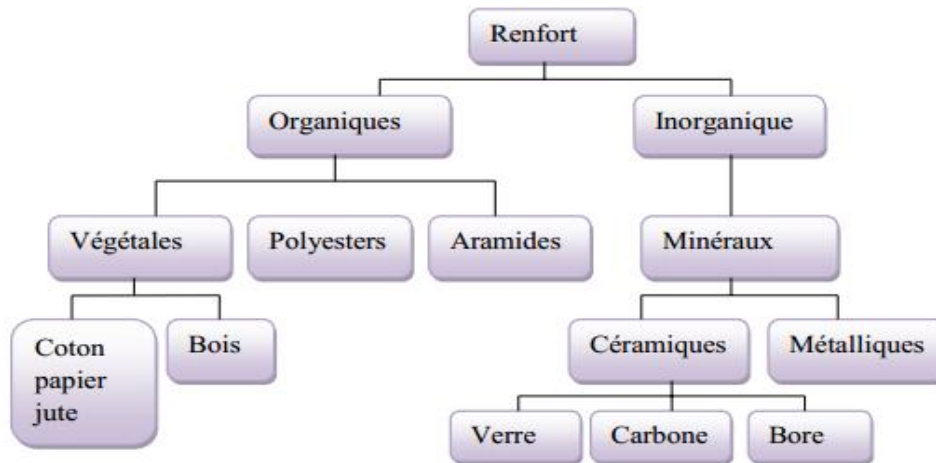 Renfort
Organiques
Inorganique
Végétales
Polyesters
Aramides
Minéraux
Coton
papier
jute
Bois
Céramiques
Métalliques
Verre
Carbone
Bore